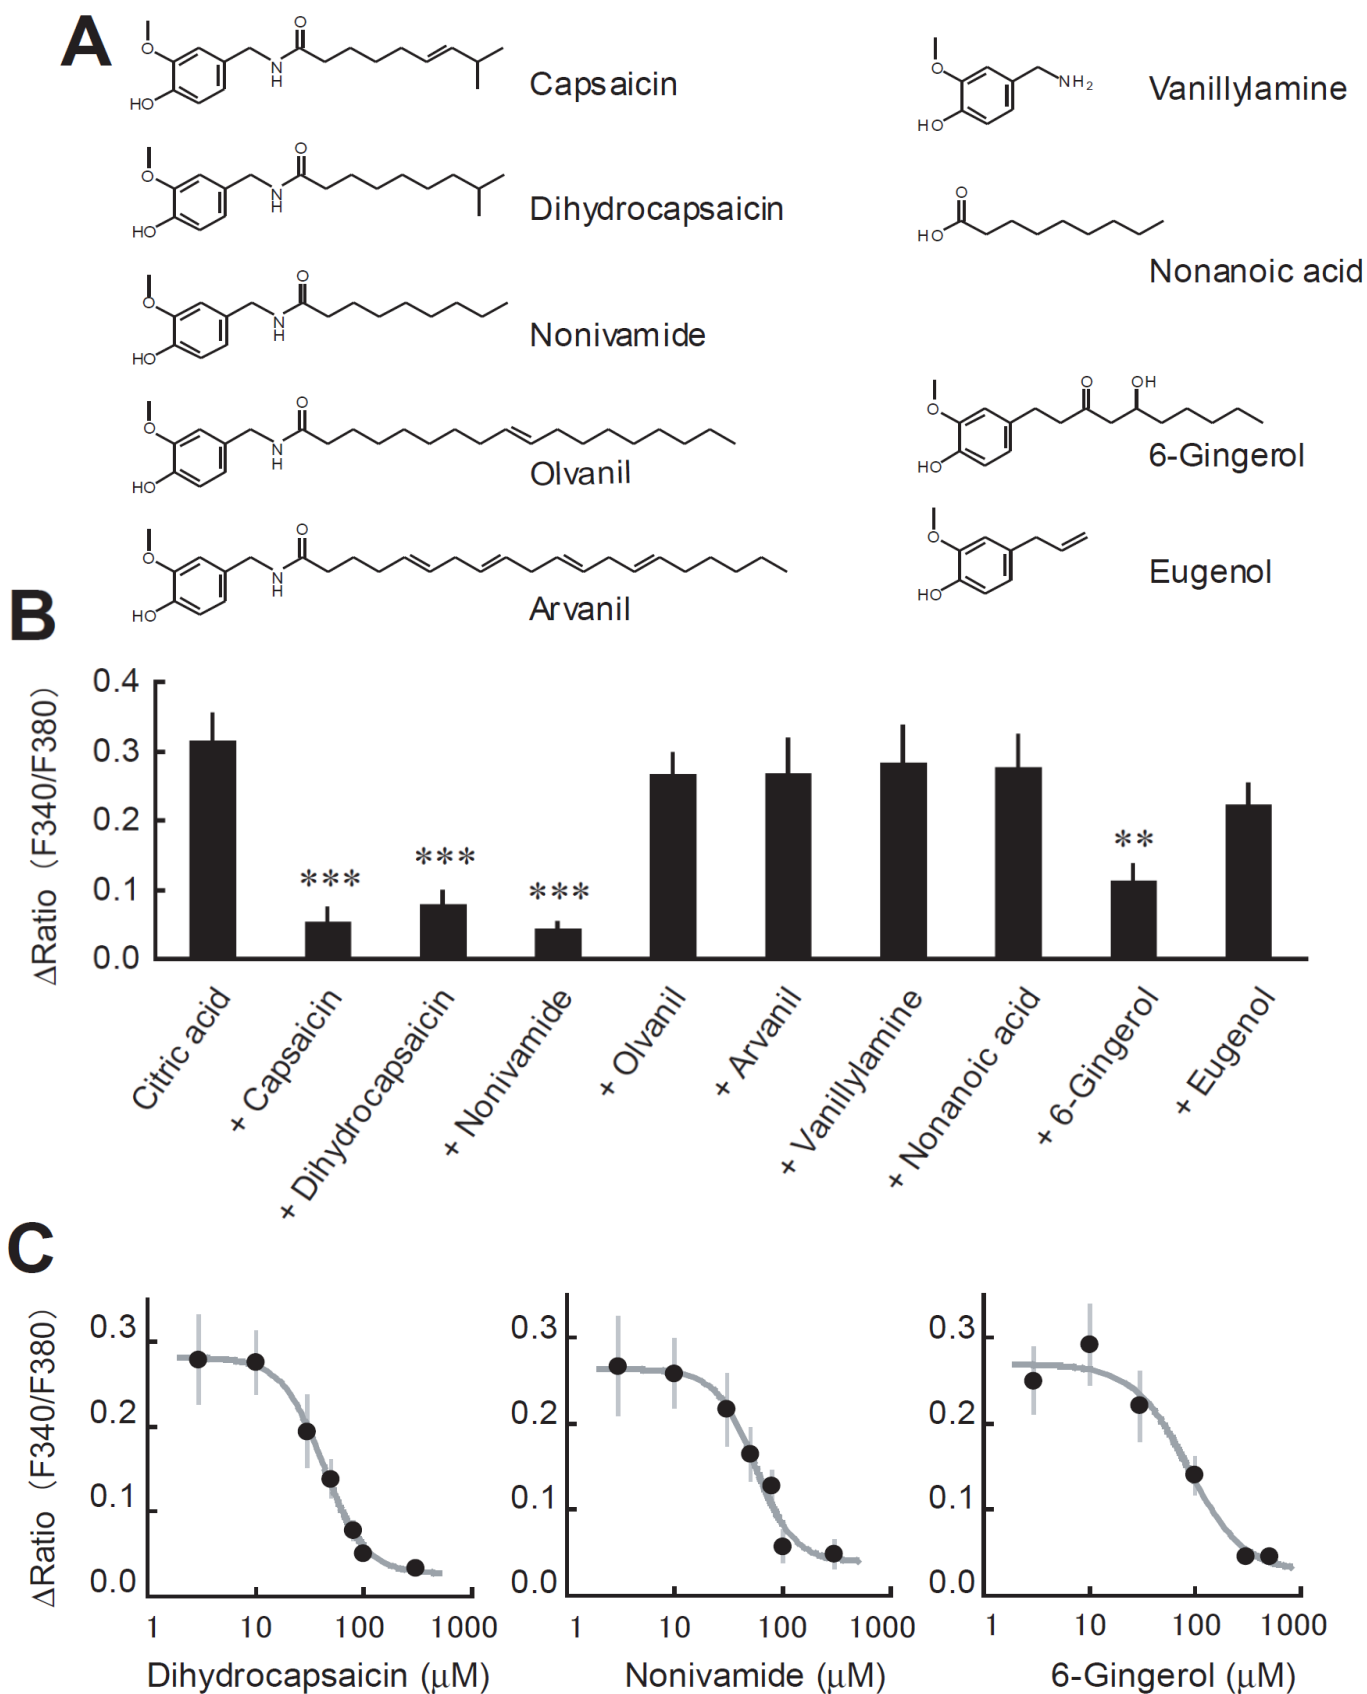 A
O
O
N
H
HO
Capsaicin
O
NH2
HO
Vanillylamine
O
O
N
H
HO
Dihydrocapsaicin
O
HO
Nonanoic acid
O
O
N
H
HO
Nonivamide
O
O
N
H
HO
Olvanil
O
OH
O
HO
6-Gingerol
O
O
N
H
HO
Arvanil
O
HO
Eugenol
B
ΔRatio (F340/F380)
0.4
0.3
0.2
0.1
0.0
***
***
***
**
Citric acid
+ Capsaicin
+ Dihydrocapsaicin
+ Nonivamide
+ Olvanil
+ Arvanil
+ Vanillylamine
+ Nonanoic acid
+ 6-Gingerol
+ Eugenol
C
ΔRatio (F340/F380)
0.3
0.2
0.1
0.0
1 10 100 1000
Dihydrocapsaicin (μM)
0.3
0.2
0.1
0.0
1 10 100 1000
Nonivamide (μM)
0.3
0.2
0.1
0.0
1 10 100 1000
6-Gingerol (μM)